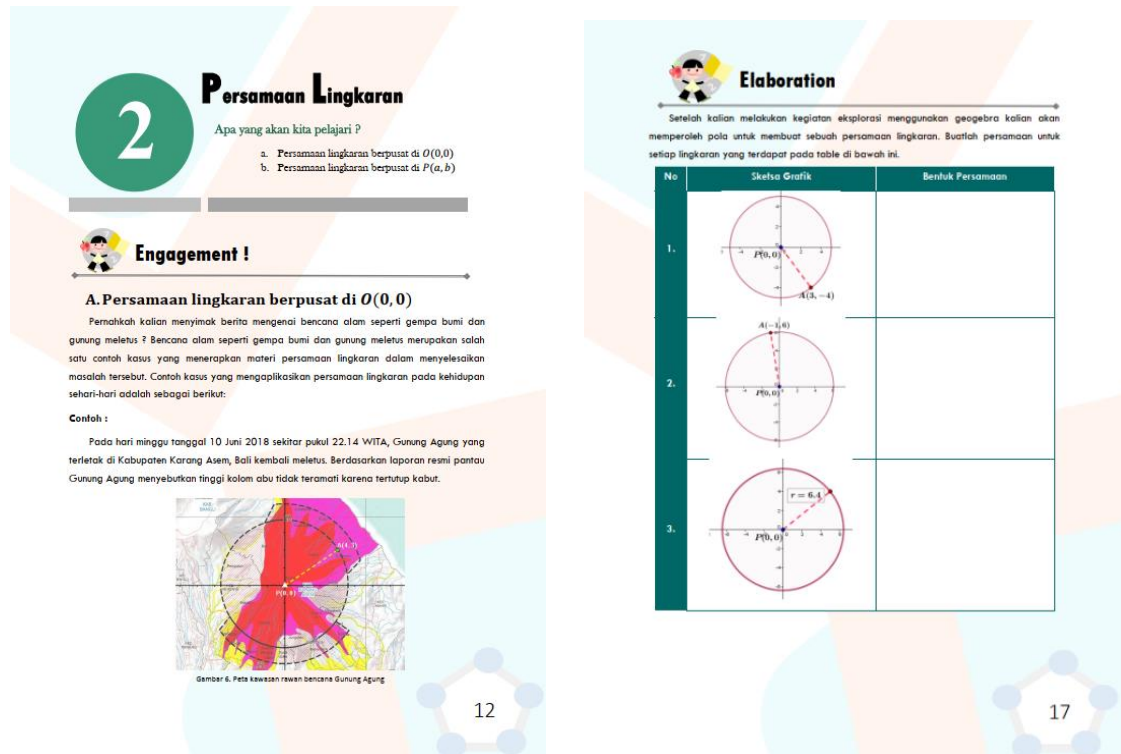 2
Persamaan Lingkaran
Apa yang akan kita pelajari ?
a. Persamaan lingkaran berpusat di O(0,0)
b. Persamaan lingkaran berpusat di P(a, b)
Engagement !
A. Persamaan lingkaran berpusat di O(0, 0)
Pernahkah kalian menyimak berita mengenai bencana alam seperti gempa bumi dan
gunung meletus ? Bencana alam seperti gempa bumi dan gunung meletus merupakan salah
satu contoh kasus yang menerapkan materi persamaan lingkaran dalam menyelesaikan
masalah tersebut. Contoh kasus yang mengaplikasikan persamaan lingkaran pada kehidupan
sehari-hari adalah sebagai berikut:
Contoh :
Pada hari minggu tanggal 10 Juni 2018 sekitar pukul 22.14 WITA, Gunung Agung yang
terletak di Kabupaten Karang Asem, Bali kembali meletus. Berdasarkan laporan resmi pantau
Gunung Agung menyebutkan tinggi kolom abu tidak teramati karena tertutup kabut.
A(4,3)
P(0,0)
Gambar 6. Peta kawasan rawan bencana Gunung Agung
12
Elaboration
Setelah kalian melakukan kegiatan eksplorasi menggunakan geogebra kalian akan
memperoleh pola untuk membuat sebuah persamaan lingkaran. Buatlah persamaan untuk
setiap lingkaran yang terdapat pada table di bawah ini.
No Sketsa Grafik Bentuk Persamaan
1.
P(0, 0)
A(3, −4)
2.
A(−1, 6)
P(0, 0)
3.
r = 6.4
P(0, 0)
17